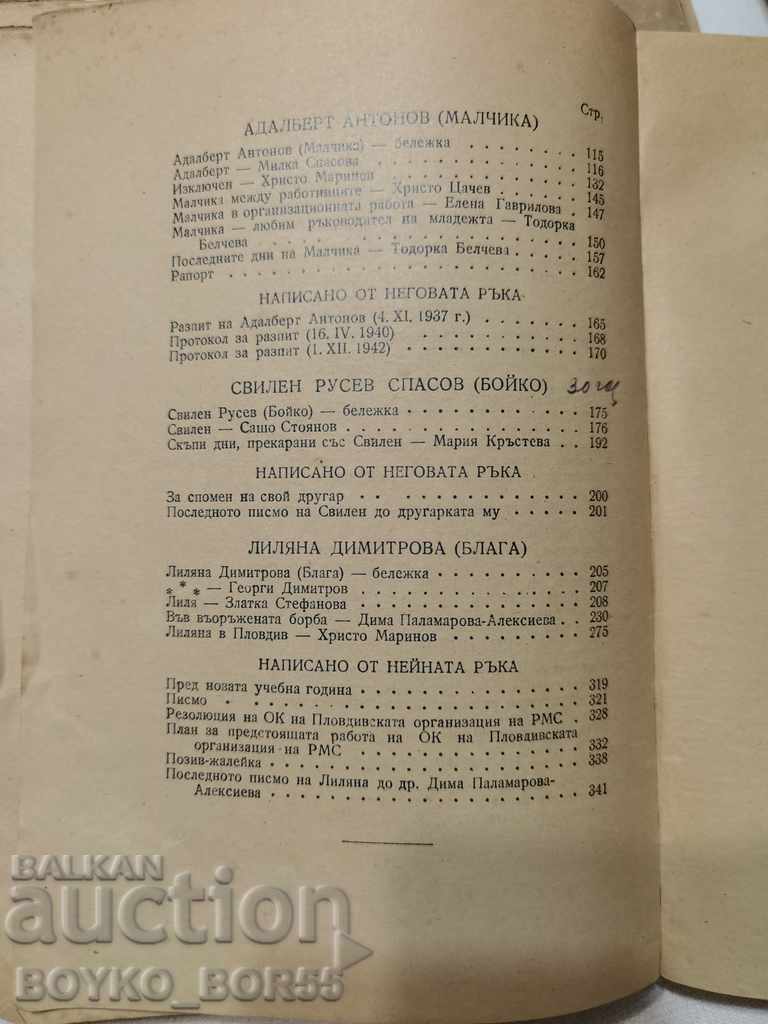 Стр.
АДАЛБЕРТ АНТОНОВ (МАЛЧИКА)
Адалберт Антонов (Малчика) — бележка 115
Адалберт — Милка Спасова 116
Изключен — Христо Маринов 132
Малчика между работниците — Христо Цачев 145
Малчика в организационната работа — Елена Гаврилова 147
Малчика — любим ръководител на младежта — Тодорка
Белчева 150
Последните дни на Малчика — Тодорка Белчева 157
Рапорт 162
НАПИСАНО ОТ НЕГОВАТА РЪКА
Разпит на Адалберт Антонов (4. XI. 1937 г.) 165
Протокол за разпит (16. IV. 1940) 168
Протокол за разпит (1. XII. 1942) 170
СВИЛЕН РУСЕВ СПАСОВ (БОЙКО)
Свилен Русев (Бойко) — бележка 175
Свилен — Сашо Стоянов 176
Скъпи дни, прекарани със Свилен — Мария Кръстева 192
НАПИСАНО ОТ НЕГОВАТА РЪКА
За спомен на свой другар 200
Последното писмо на Свилен до другарката му 201
ЛИЛЯНА ДИМИТРОВА (БЛАГА)
Лиляна Димитрова (Блага) — бележка 205
* * * — Георги Димитров 207
Лиля — Златка Стефанова 208
Във въоръжената борба — Дима Паламарова-Алексиева 230
Лиляна в Пловдив — Христо Маринов 275
НАПИСАНО ОТ НЕЙНАТА РЪКА
Пред новата учебна година 319
Писмо 321
Резолюция на ОК на Пловдивската организация на РМС 328
План за предстоящата работа на ОК на Пловдивската
организация на РМС 332
Позив-жалейка 338
Последното писмо на Лиляна до др. Дима Паламарова-
Алексиева 341
BALKAN
auction
BOYKO_BOR55